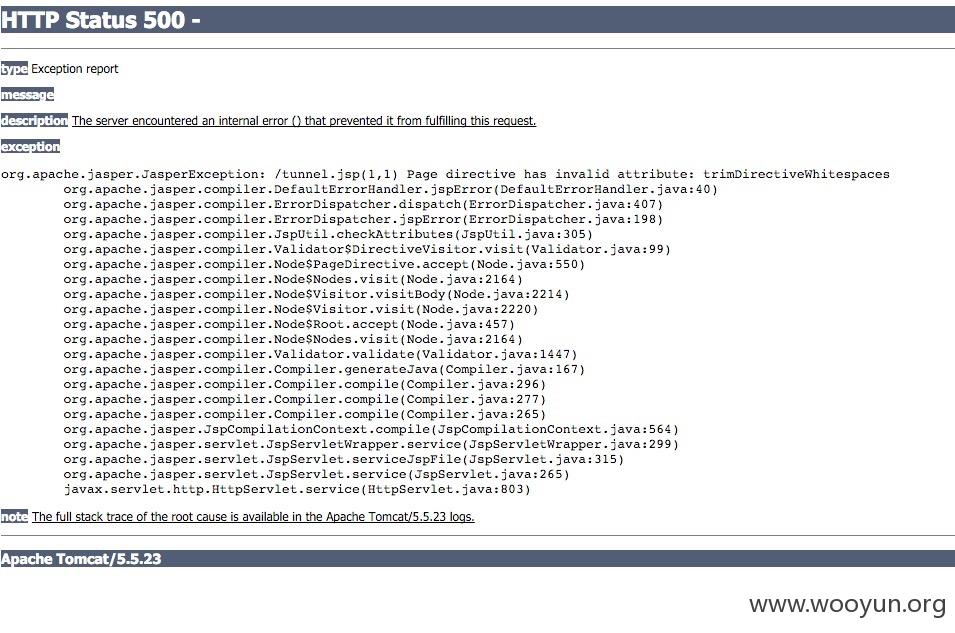 HTTP Status 500 -
type Exception report
message
description The server encountered an internal error () that prevented it from fulfilling this request.
exception
org.apache.jasper.JasperException: /tunnel.jsp(1,1) Page directive has invalid attribute: trimDirectiveWhitespaces
org.apache.jasper.compiler.DefaultErrorHandler.jspError(DefaultErrorHandler.java:40)
org.apache.jasper.compiler.ErrorDispatcher.dispatch(ErrorDispatcher.java:407)
org.apache.jasper.compiler.ErrorDispatcher.jspError(ErrorDispatcher.java:198)
org.apache.jasper.compiler.JspUtil.checkAttributes(JspUtil.java:305)
org.apache.jasper.compiler.Validator$DirectiveVisitor.visit(Validator.java:99)
org.apache.jasper.compiler.Node$PageDirective.accept(Node.java:550)
org.apache.jasper.compiler.Node$Nodes.visit(Node.java:2164)
org.apache.jasper.compiler.Node$Visitor.visitBody(Node.java:2214)
org.apache.jasper.compiler.Node$Visitor.visit(Node.java:2220)
org.apache.jasper.compiler.Node$Root.accept(Node.java:457)
org.apache.jasper.compiler.Node$Nodes.visit(Node.java:2164)
org.apache.jasper.compiler.Validator.validate(Validator.java:1447)
org.apache.jasper.compiler.Compiler.generateJava(Compiler.java:167)
org.apache.jasper.compiler.Compiler.compile(Compiler.java:296)
org.apache.jasper.compiler.Compiler.compile(Compiler.java:277)
org.apache.jasper.compiler.Compiler.compile(Compiler.java:265)
org.apache.jasper.JspCompilationContext.compile(JspCompilationContext.java:564)
org.apache.jasper.servlet.JspServletWrapper.service(JspServletWrapper.java:299)
org.apache.jasper.servlet.JspServlet.serviceJspFile(JspServlet.java:315)
org.apache.jasper.servlet.JspServlet.service(JspServlet.java:265)
javax.servlet.http.HttpServlet.service(HttpServlet.java:803)
note The full stack trace of the root cause is available in the Apache Tomcat/5.5.23 logs.
Apache Tomcat/5.5.23
www.wooyun.org